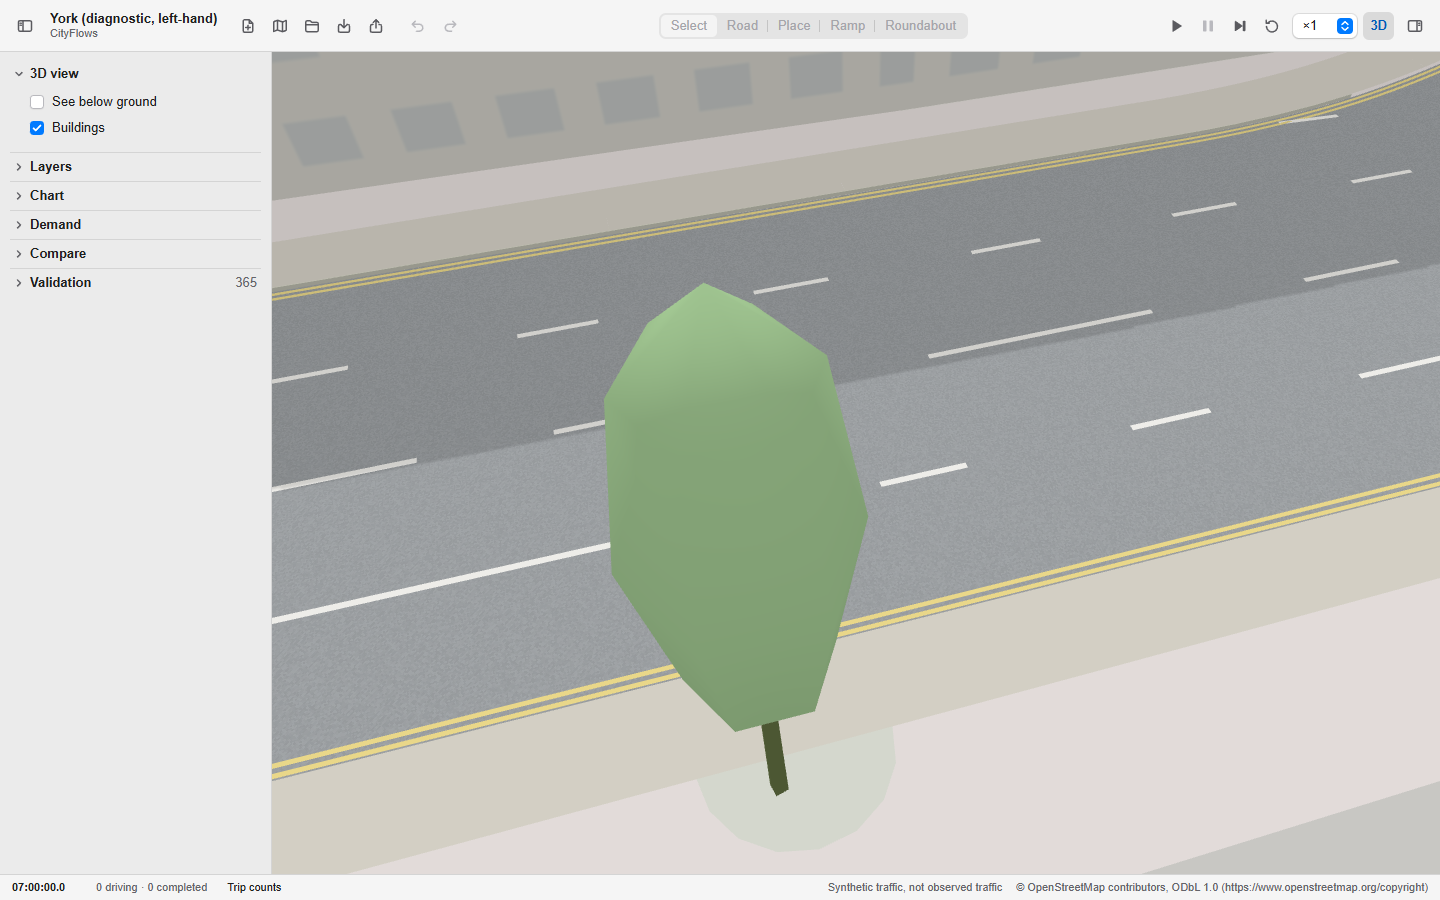 York (diagnostic, left-hand)
CityFlows
Select
Road
Place
Ramp
Roundabout
×1
3D
3D view
See below ground
Buildings
Layers
Chart
Demand
Compare
Validation 365
07:00:00.0
0 driving · 0 completed
Trip counts
Synthetic traffic, not observed traffic
© OpenStreetMap contributors, ODbL 1.0 (https://www.openstreetmap.org/copyright)